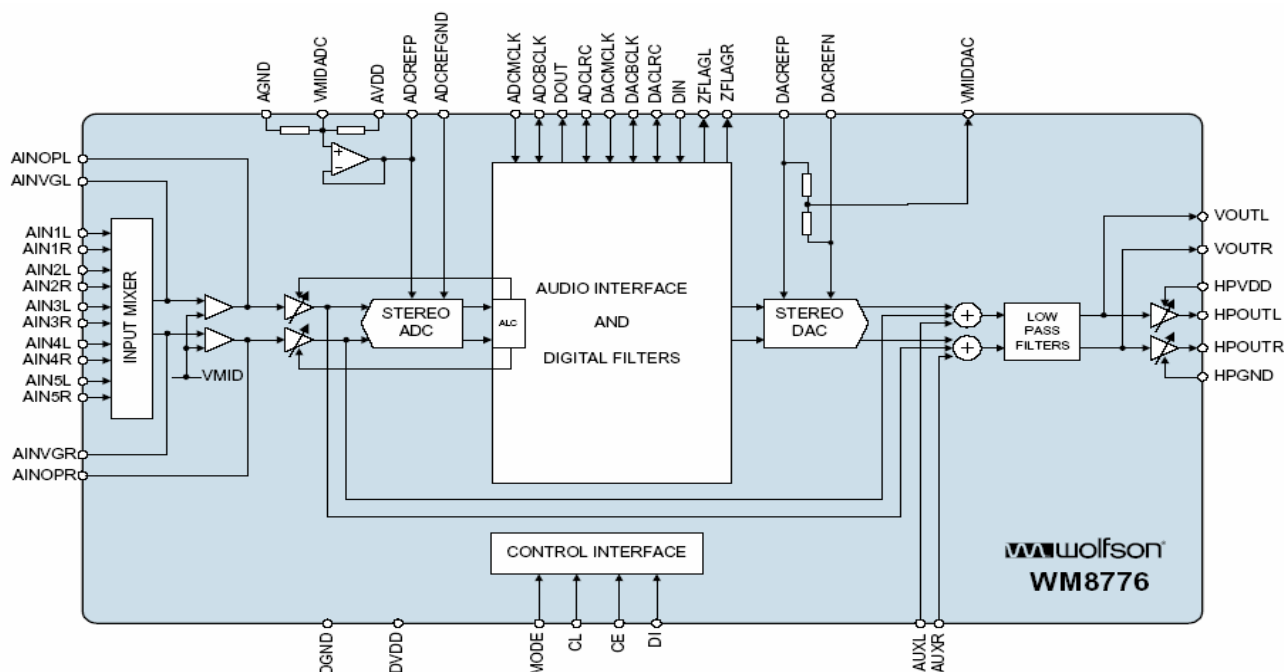 AGND
VMIDADC
AVDD
ADCREFP
ADCREFGND
ADCMCLK
ADCBCLK
DOUT
ADCLRC
DACMCLK
DACBCLK
DACLRC
DIN
ZFLAGL
ZFLAGR
DACREFP
DACREFN
VMIDDAC
AINOPL
AINVGL
AIN1L
AIN1R
AIN2L
AIN2R
AIN3L
AIN3R
AIN4L
AIN4R
AIN5L
AIN5R
AINVGR
AINOPR
INPUT MIXER
VMID
+
−
STEREO
ADC
ALC
AUDIO INTERFACE
AND
DIGITAL FILTERS
STEREO
DAC
+
+
LOW
PASS
FILTERS
VOUTL
VOUTR
HPVDD
HPOUTL
HPOUTR
HPGND
CONTROL INTERFACE
wolfson
WM8776
DGND
DVDD
MODE
CL
CE
DI
AUXL
AUXR